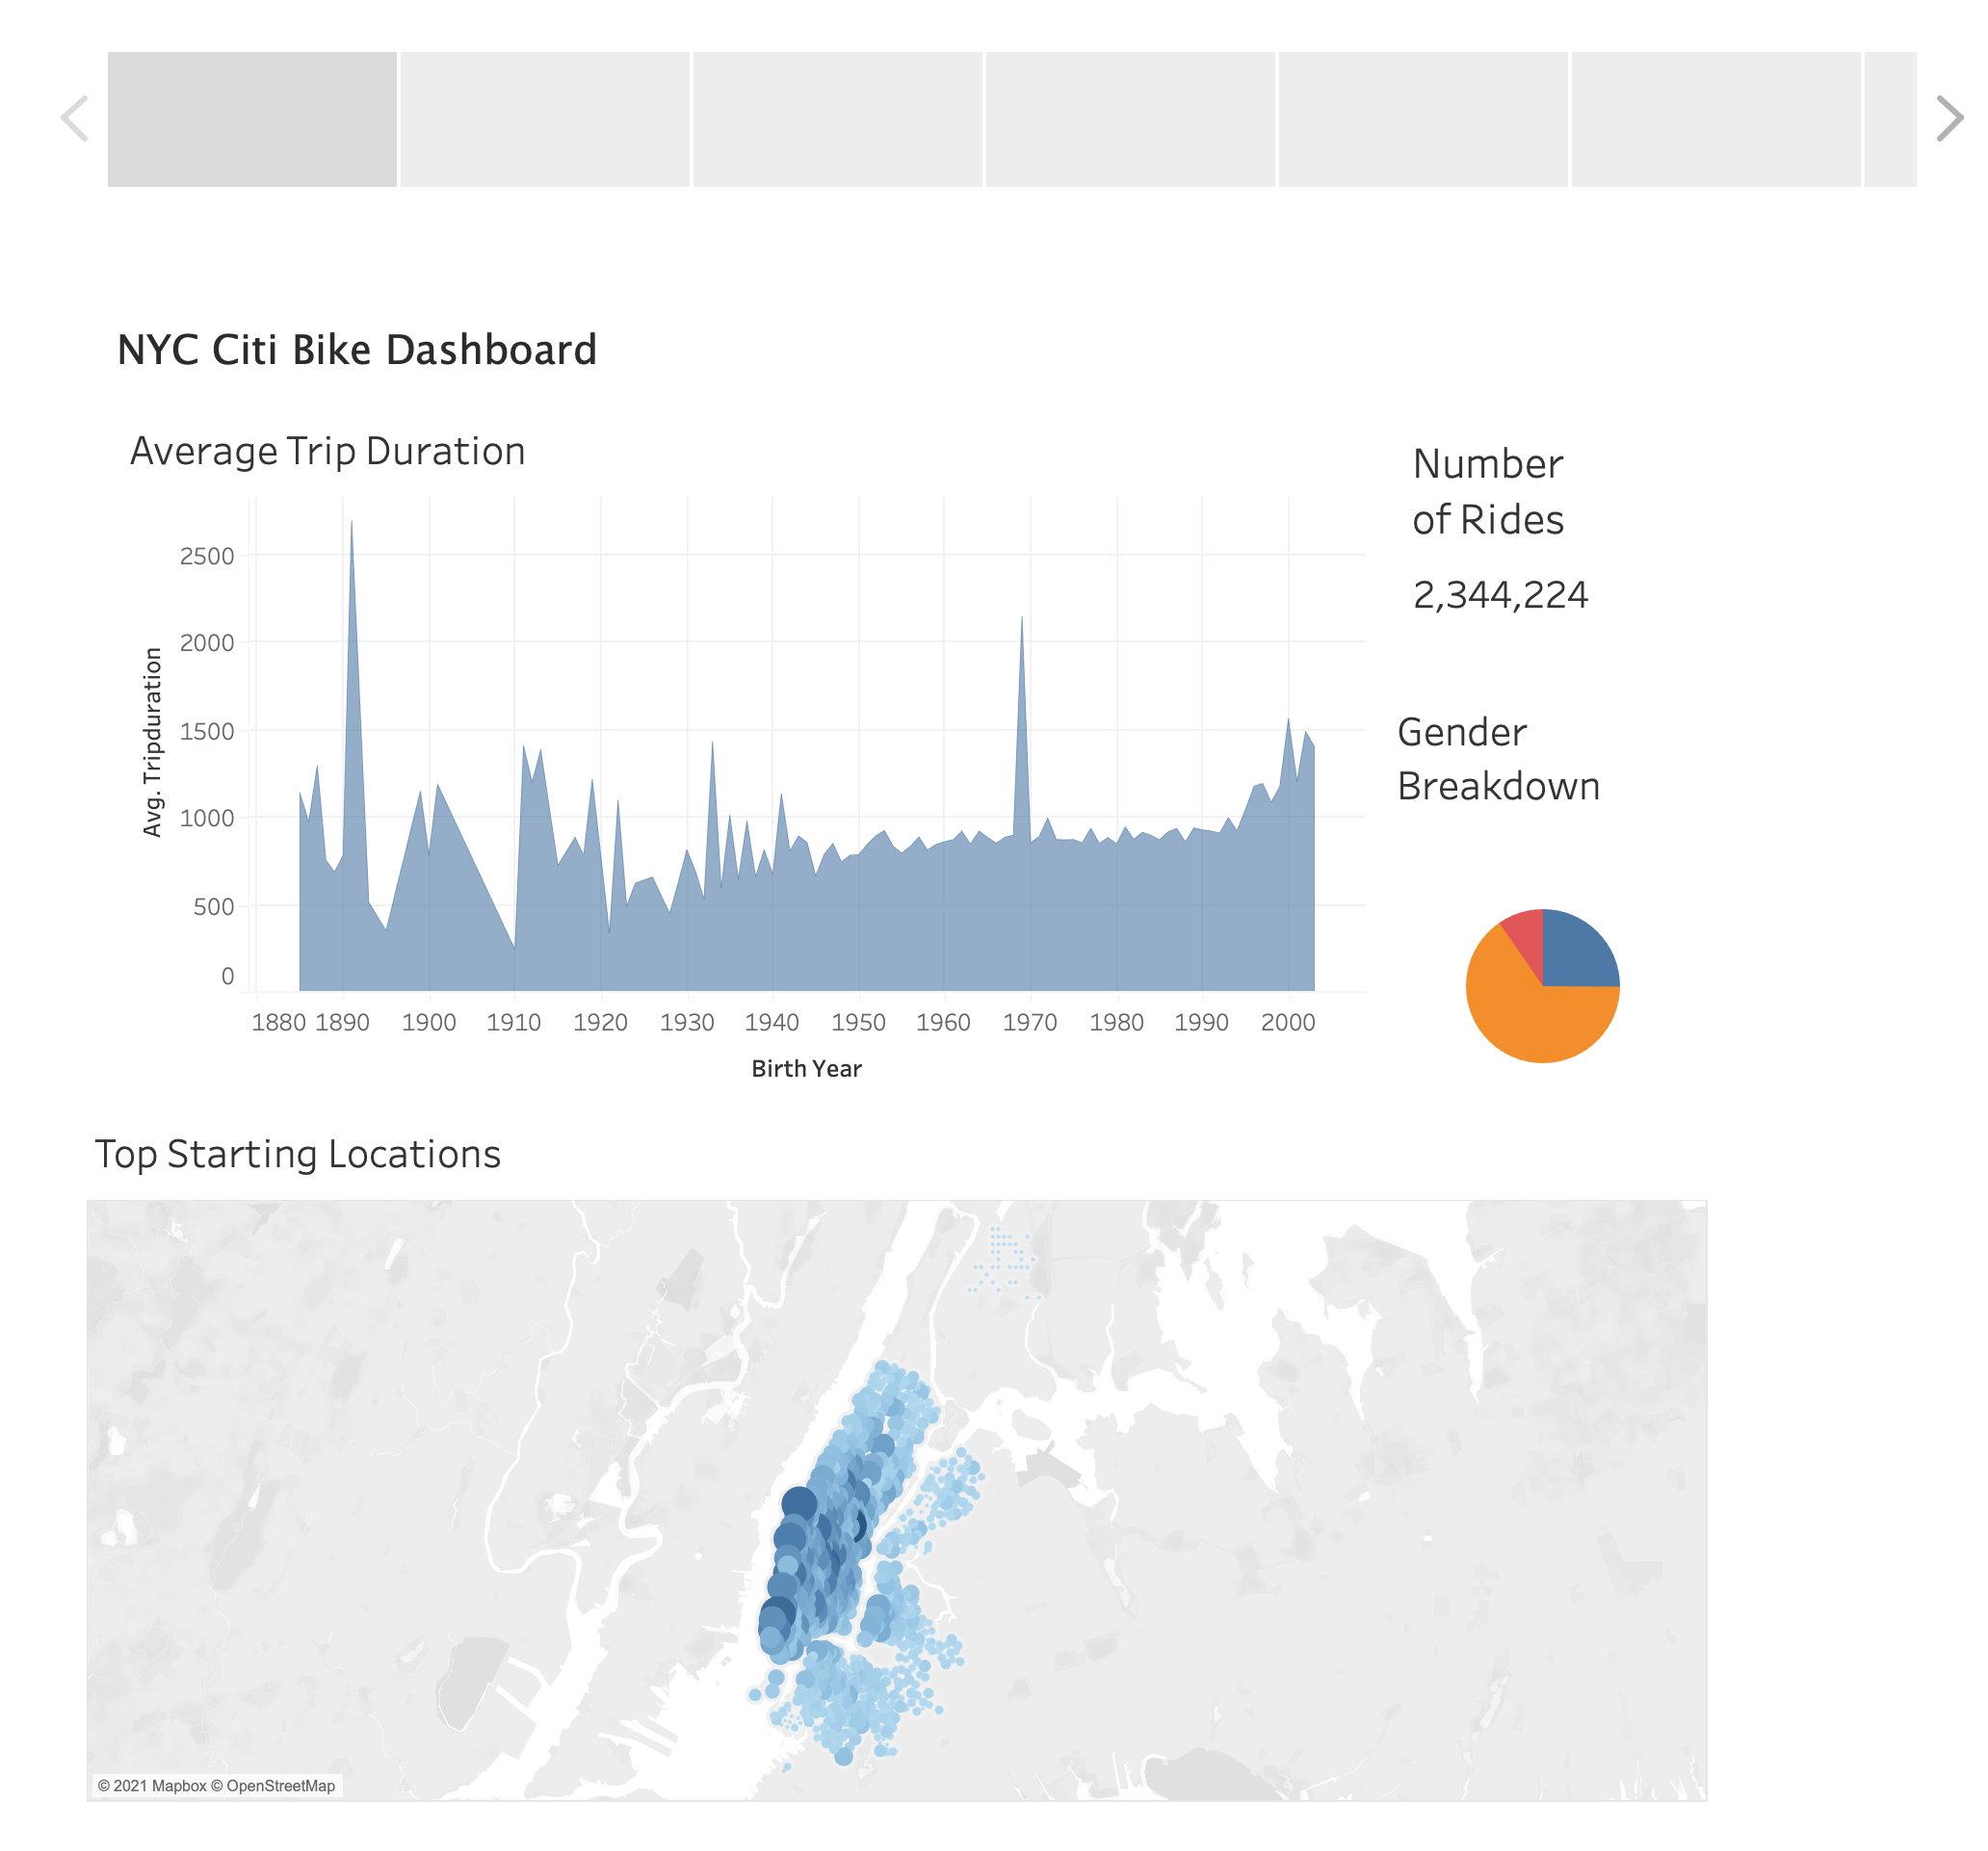 NYC Citi Bike Dashboard
Average Trip Duration
Number
of Rides
2,344,224
2500
2000
1500
1000
500
0
Avg. Tripduration
1880 1890 1900 1910 1920 1930 1940 1950 1960 1970 1980 1990 2000
Birth Year
Gender
Breakdown
Top Starting Locations
© 2021 Mapbox © OpenStreetMap